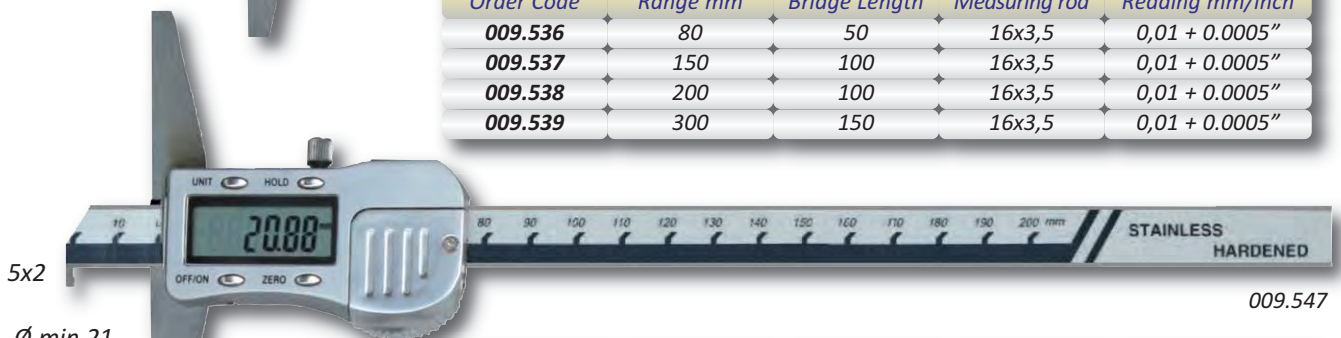 Order Code Range mm Bridge Length Measuring rod Reading mm/inch
009.536 80 50 16x3,5 0,01 + 0.0005”
009.537 150 100 16x3,5 0,01 + 0.0005”
009.538 200 100 16x3,5 0,01 + 0.0005”
009.539 300 150 16x3,5 0,01 + 0.0005”
UNIT HOLD
20.08 mm
OFF/ON ZERO
10 80 90 100 110 120 130 140 150 160 170 180 190 200 mm
STAINLESS
HARDENED
5x2
009.547
Ø min 21